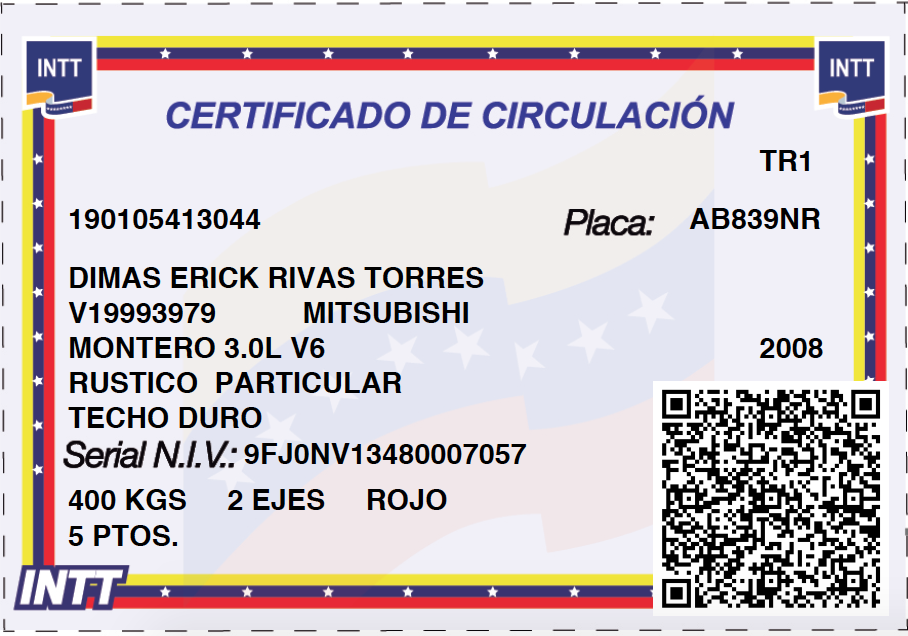 INTT INTT
CERTIFICADO DE CIRCULACIÓN
TR1
190105413044 Placa: AB839NR
DIMAS ERICK RIVAS TORRES
V19993979 MITSUBISHI
MONTERO 3.0L V6 2008
RUSTICO PARTICULAR
TECHO DURO
Serial N.I.V.: 9FJ0NV13480007057
400 KGS 2 EJES ROJO
5 PTOS.
INTT